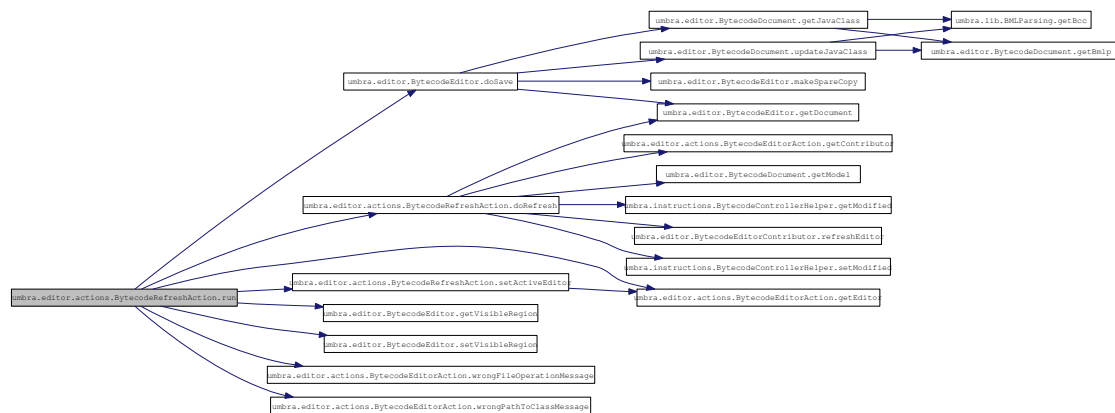 umbra.editor.BytecodeDocument.getJavaClass
umbra.lib.BMLParsing.getBcc
umbra.editor.BytecodeDocument.updateJavaClass
umbra.editor.BytecodeDocument.getBmlp
umbra.editor.BytecodeEditor.doSave
umbra.editor.BytecodeEditor.makeSpareCopy
umbra.editor.BytecodeEditor.getDocument
umbra.editor.actions.BytecodeEditorAction.getContributor
umbra.editor.BytecodeDocument.getModel
umbra.editor.actions.BytecodeRefreshAction.doRefresh
umbra.instructions.BytecodeControllerHelper.getModified
umbra.editor.BytecodeEditorContributor.refreshEditor
umbra.instructions.BytecodeControllerHelper.setModified
umbra.editor.actions.BytecodeRefreshAction.setActiveEditor
umbra.editor.actions.BytecodeRefreshAction.run
umbra.editor.actions.BytecodeEditorAction.getEditor
umbra.editor.BytecodeEditor.getVisibleRegion
umbra.editor.BytecodeEditor.setVisibleRegion
umbra.editor.actions.BytecodeEditorAction.wrongFileOperationMessage
umbra.editor.actions.BytecodeEditorAction.wrongPathToClassMessage